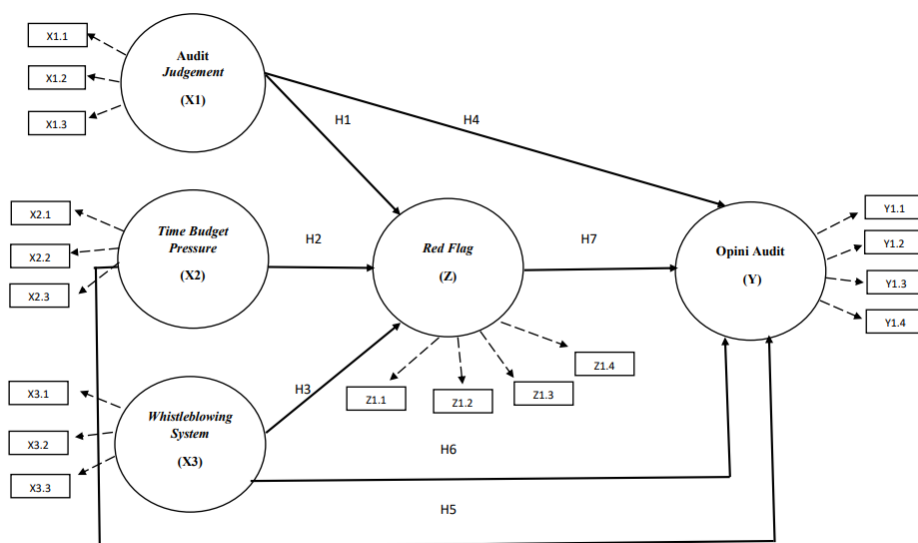 X1.1
X1.2
X1.3
Audit
Judgement
(X1)
H1
H4
X2.1
X2.2
X2.3
Time Budget
Pressure
(X2)
H2
Red Flag
(Z)
H7
Opini Audit
(Y)
Y1.1
Y1.2
Y1.3
Y1.4
Z1.1
Z1.2
Z1.3
Z1.4
H3
X3.1
X3.2
X3.3
Whistleblowing
System
(X3)
H6
H5